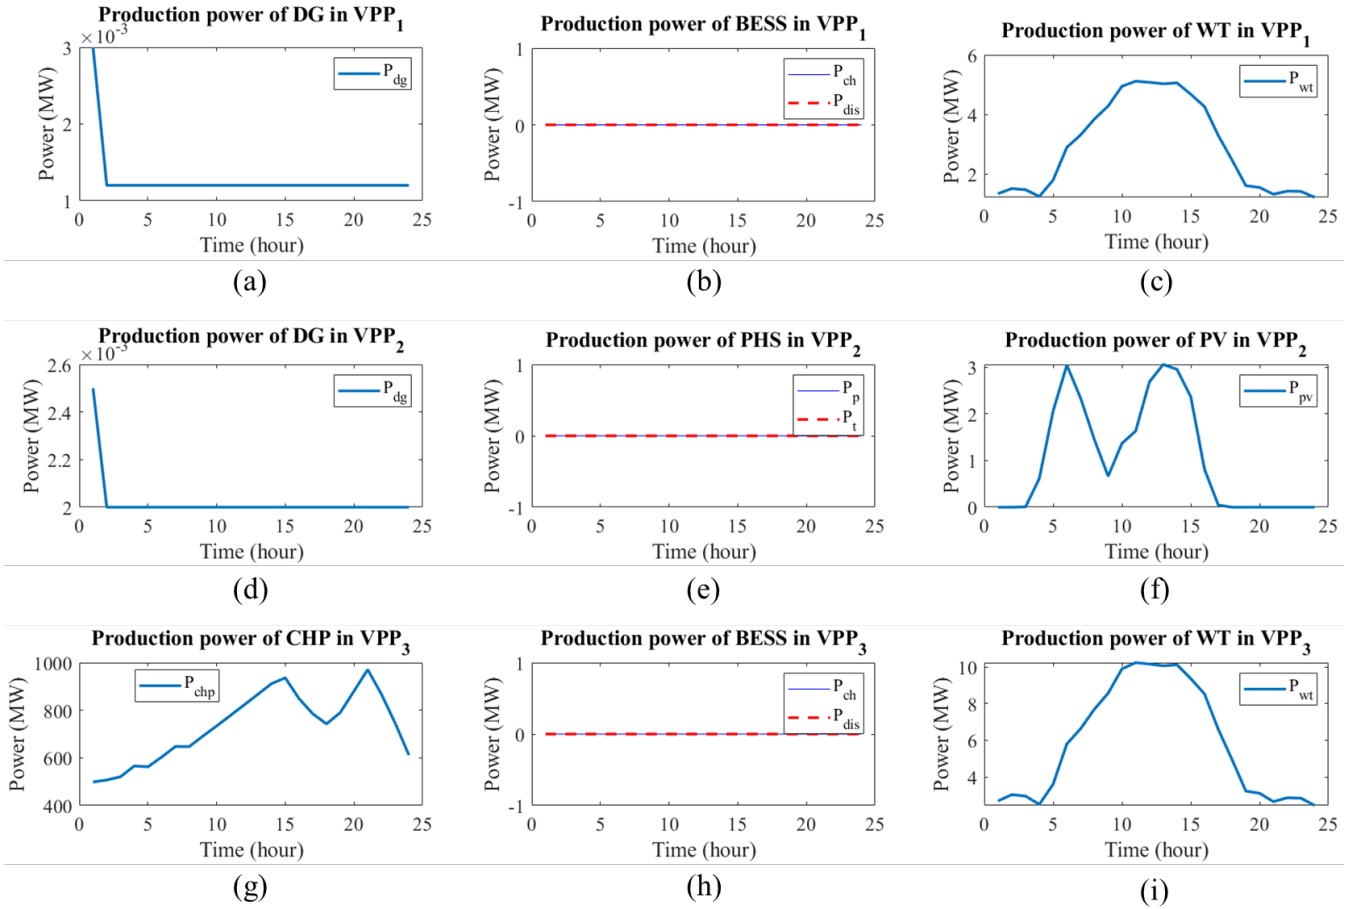 Production power of DG in VPP1
×10-3
3
2
1
Power (MW)
Pdg
0 5 10 15 20 25
Time (hour)
(a)
Production power of BESS in VPP1
1
0
-1
Power (MW)
Pch
Pdis
0 5 10 15 20 25
Time (hour)
(b)
Production power of WT in VPP1
6
4
2
Power (MW)
Pwt
0 5 10 15 20 25
Time (hour)
(c)
Production power of DG in VPP2
×10-3
2.6
2.4
2.2
2
Power (MW)
Pdg
0 5 10 15 20 25
Time (hour)
(d)
Production power of PHS in VPP2
1
0
-1
Power (MW)
Pp
Pt
0 5 10 15 20 25
Time (hour)
(e)
Production power of PV in VPP2
3
2
1
0
Power (MW)
Ppv
0 5 10 15 20 25
Time (hour)
(f)
Production power of CHP in VPP3
1000
800
600
400
Power (MW)
Pchp
0 5 10 15 20 25
Time (hour)
(g)
Production power of BESS in VPP3
1
0
-1
Power (MW)
Pch
Pdis
0 5 10 15 20 25
Time (hour)
(h)
Production power of WT in VPP3
10
8
6
4
Power (MW)
Pwt
0 5 10 15 20 25
Time (hour)
(i)